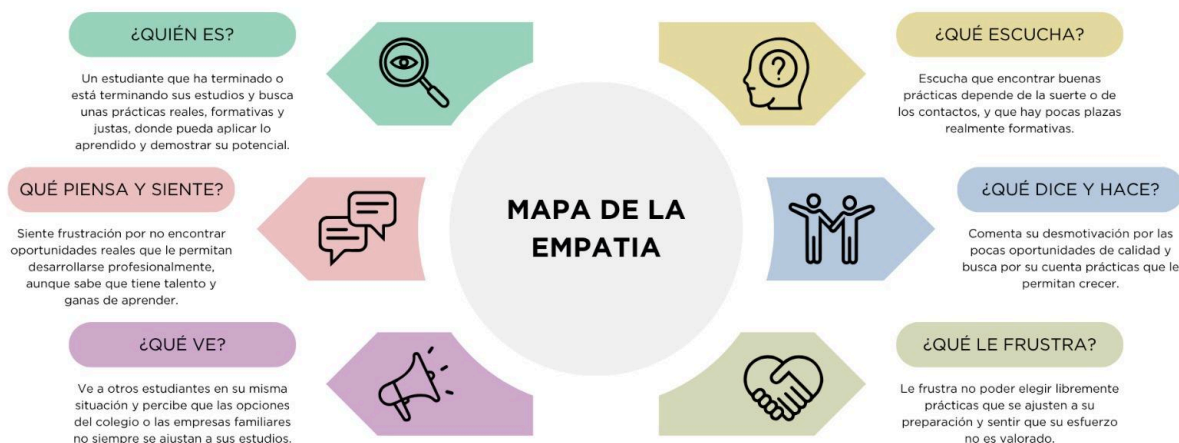 ¿QUIÉN ES?
Un estudiante que ha terminado o
está terminando sus estudios y busca
unas prácticas reales, formativas y
justas, donde pueda aplicar lo
aprendido y demostrar su potencial.
QUÉ PIENSA Y SIENTE?
Siente frustración por no encontrar
oportunidades reales que le permitan
desarrollarse profesionalmente,
aunque sabe que tiene talento y
ganas de aprender.
¿QUÉ VE?
Ve a otros estudiantes en su misma
situación y percibe que las opciones
del colegio o las empresas familiares
no siempre se ajustan a sus estudios.
MAPA DE LA
EMPATIA
¿QUÉ ESCUCHA?
Escucha que encontrar buenas
prácticas depende de la suerte o de
los contactos, y que hay pocas plazas
realmente formativas.
¿QUÉ DICE Y HACE?
Comenta su desmotivación por las
pocas oportunidades de calidad y
busca por su cuenta prácticas que le
permitan crecer.
¿QUÉ LE FRUSTRA?
Le frustra no poder elegir libremente
prácticas que se ajusten a su
preparación y sentir que su esfuerzo
no es valorado.